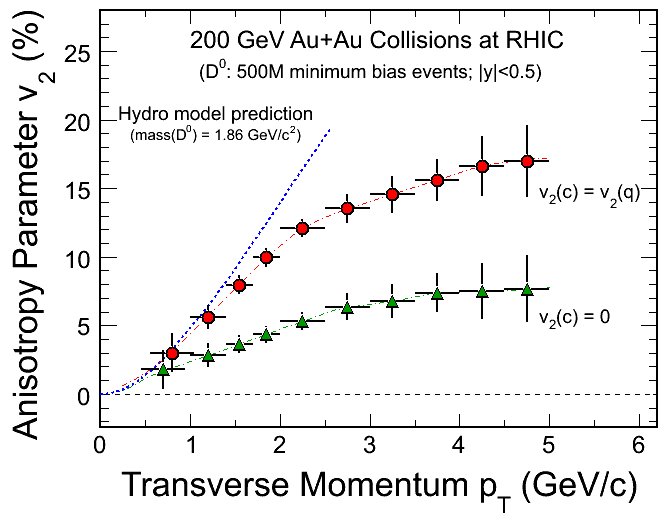 200 GeV Au+Au Collisions at RHIC
(D⁰: 500M minimum bias events; |y|<0.5)
Hydro model prediction
(mass(D⁰) = 1.86 GeV/c²)
v₂(c) = v₂(q)
v₂(c) = 0
Anisotropy Parameter v₂ (%)
25
20
15
10
5
0
0
1
2
3
4
5
6
Transverse Momentum p_T (GeV/c)